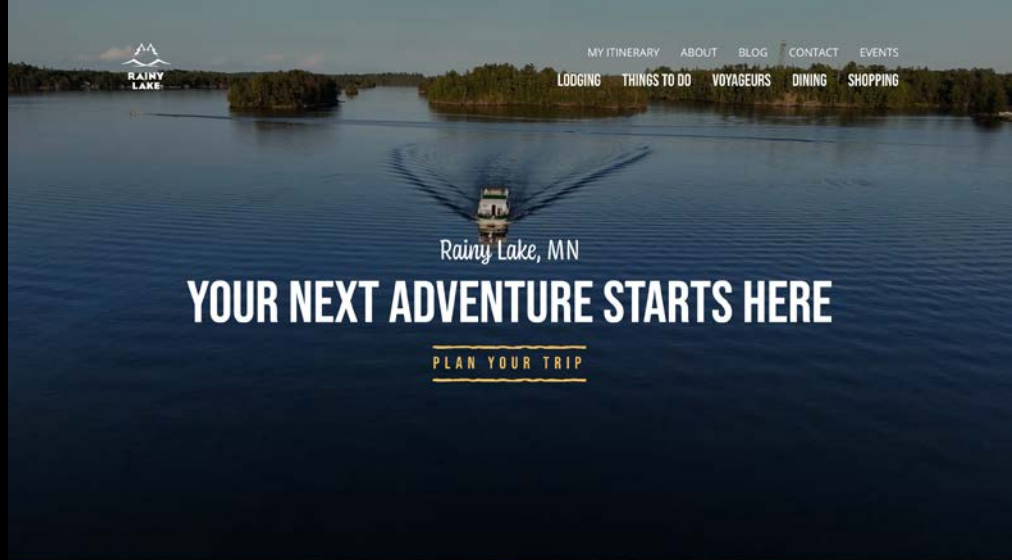 RAINY
LAKE
MY ITINERARY ABOUT BLOG CONTACT EVENTS
LODGING THINGS TO DO VOYAGEURS DINING SHOPPING
Rainy Lake, MN
YOUR NEXT ADVENTURE STARTS HERE
PLAN YOUR TRIP